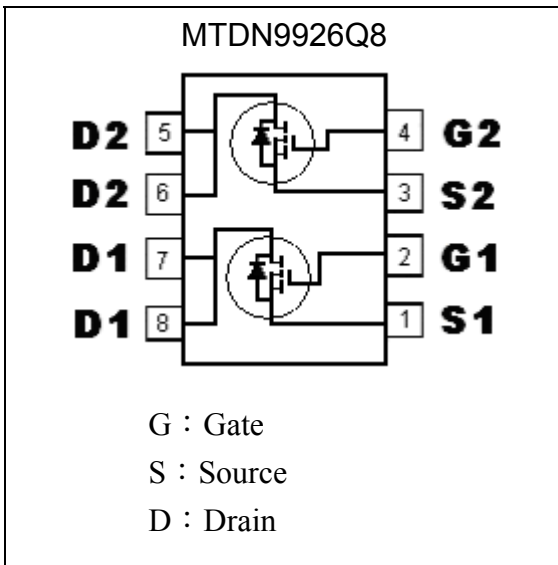 MTDN9926Q8
D2 5 4 G2
D2 6 3 S2
D1 7 2 G1
D1 8 1 S1
G：Gate
S：Source
D：Drain